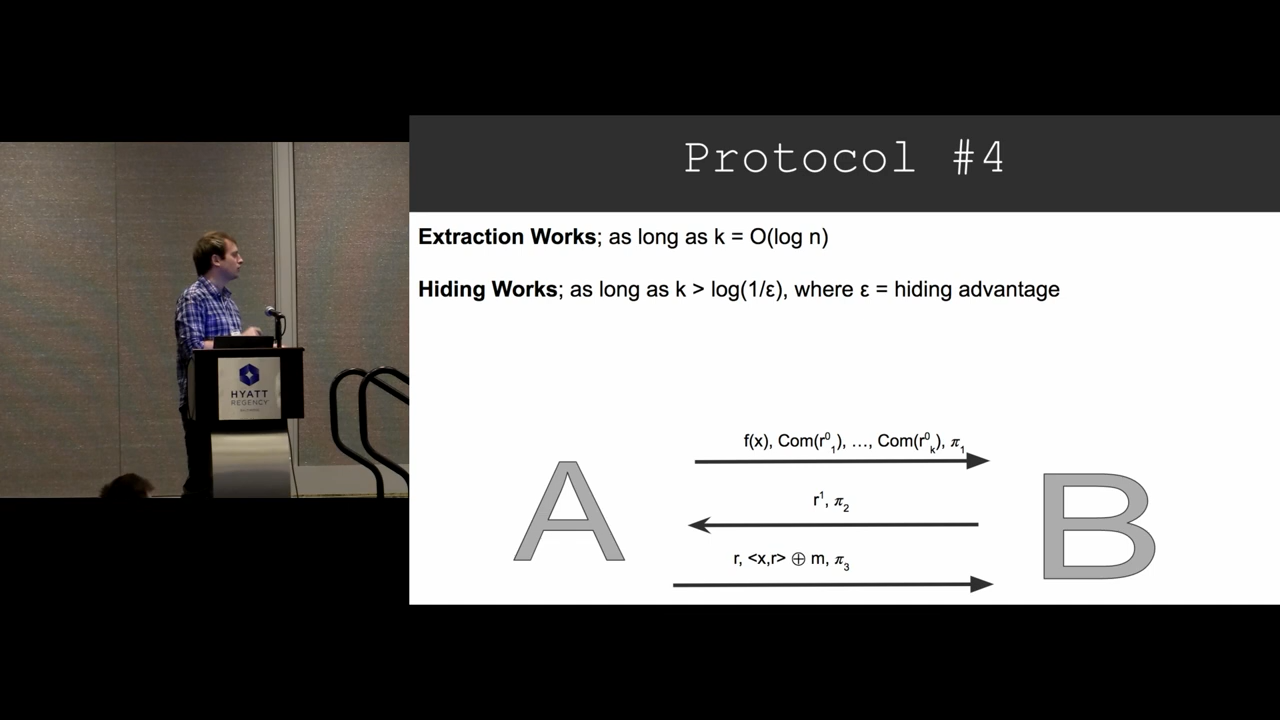 Protocol #4
Extraction Works; as long as k = O(log n)
Hiding Works; as long as k > log(1/ε), where ε = hiding advantage
HYATT
REGENCY
f(x), Com(r⁰₁), …, Com(r⁰ₖ), 𝜋₁
A
B
r¹, 𝜋₂
r, <x,r> ⊕ m, 𝜋₃